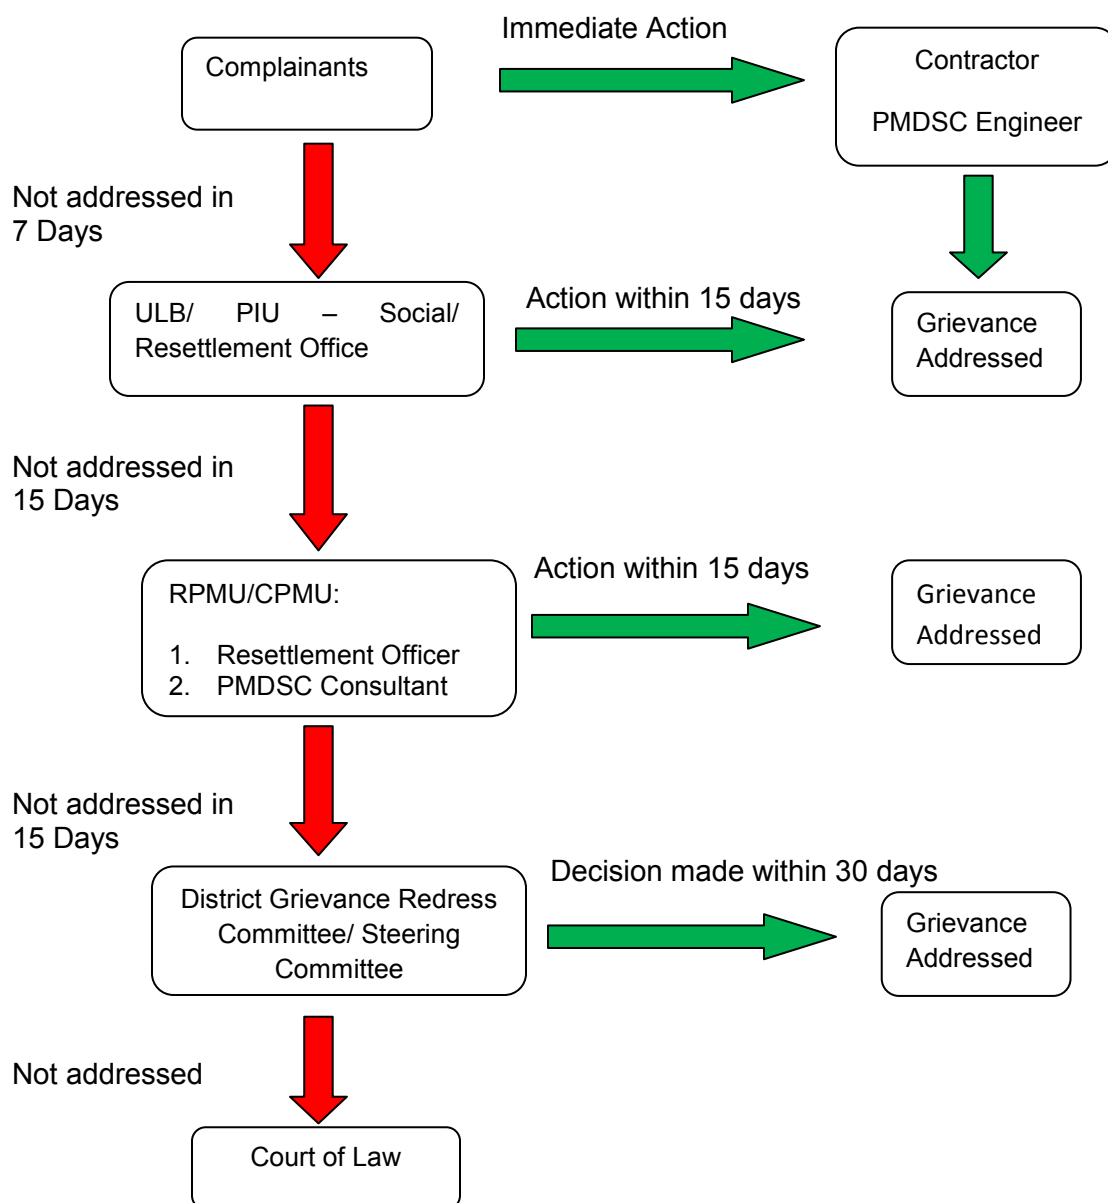 Immediate Action
Complainants
Contractor
PMDSC Engineer
Not addressed in
7 Days
ULB/ PIU – Social/
Resettlement Office
Action within 15 days
Grievance
Addressed
Not addressed in
15 Days
RPMU/CPMU:
1. Resettlement Officer
2. PMDSC Consultant
Action within 15 days
Grievance
Addressed
Not addressed in
15 Days
District Grievance Redress
Committee/ Steering
Committee
Decision made within 30 days
Grievance
Addressed
Not addressed
Court of Law